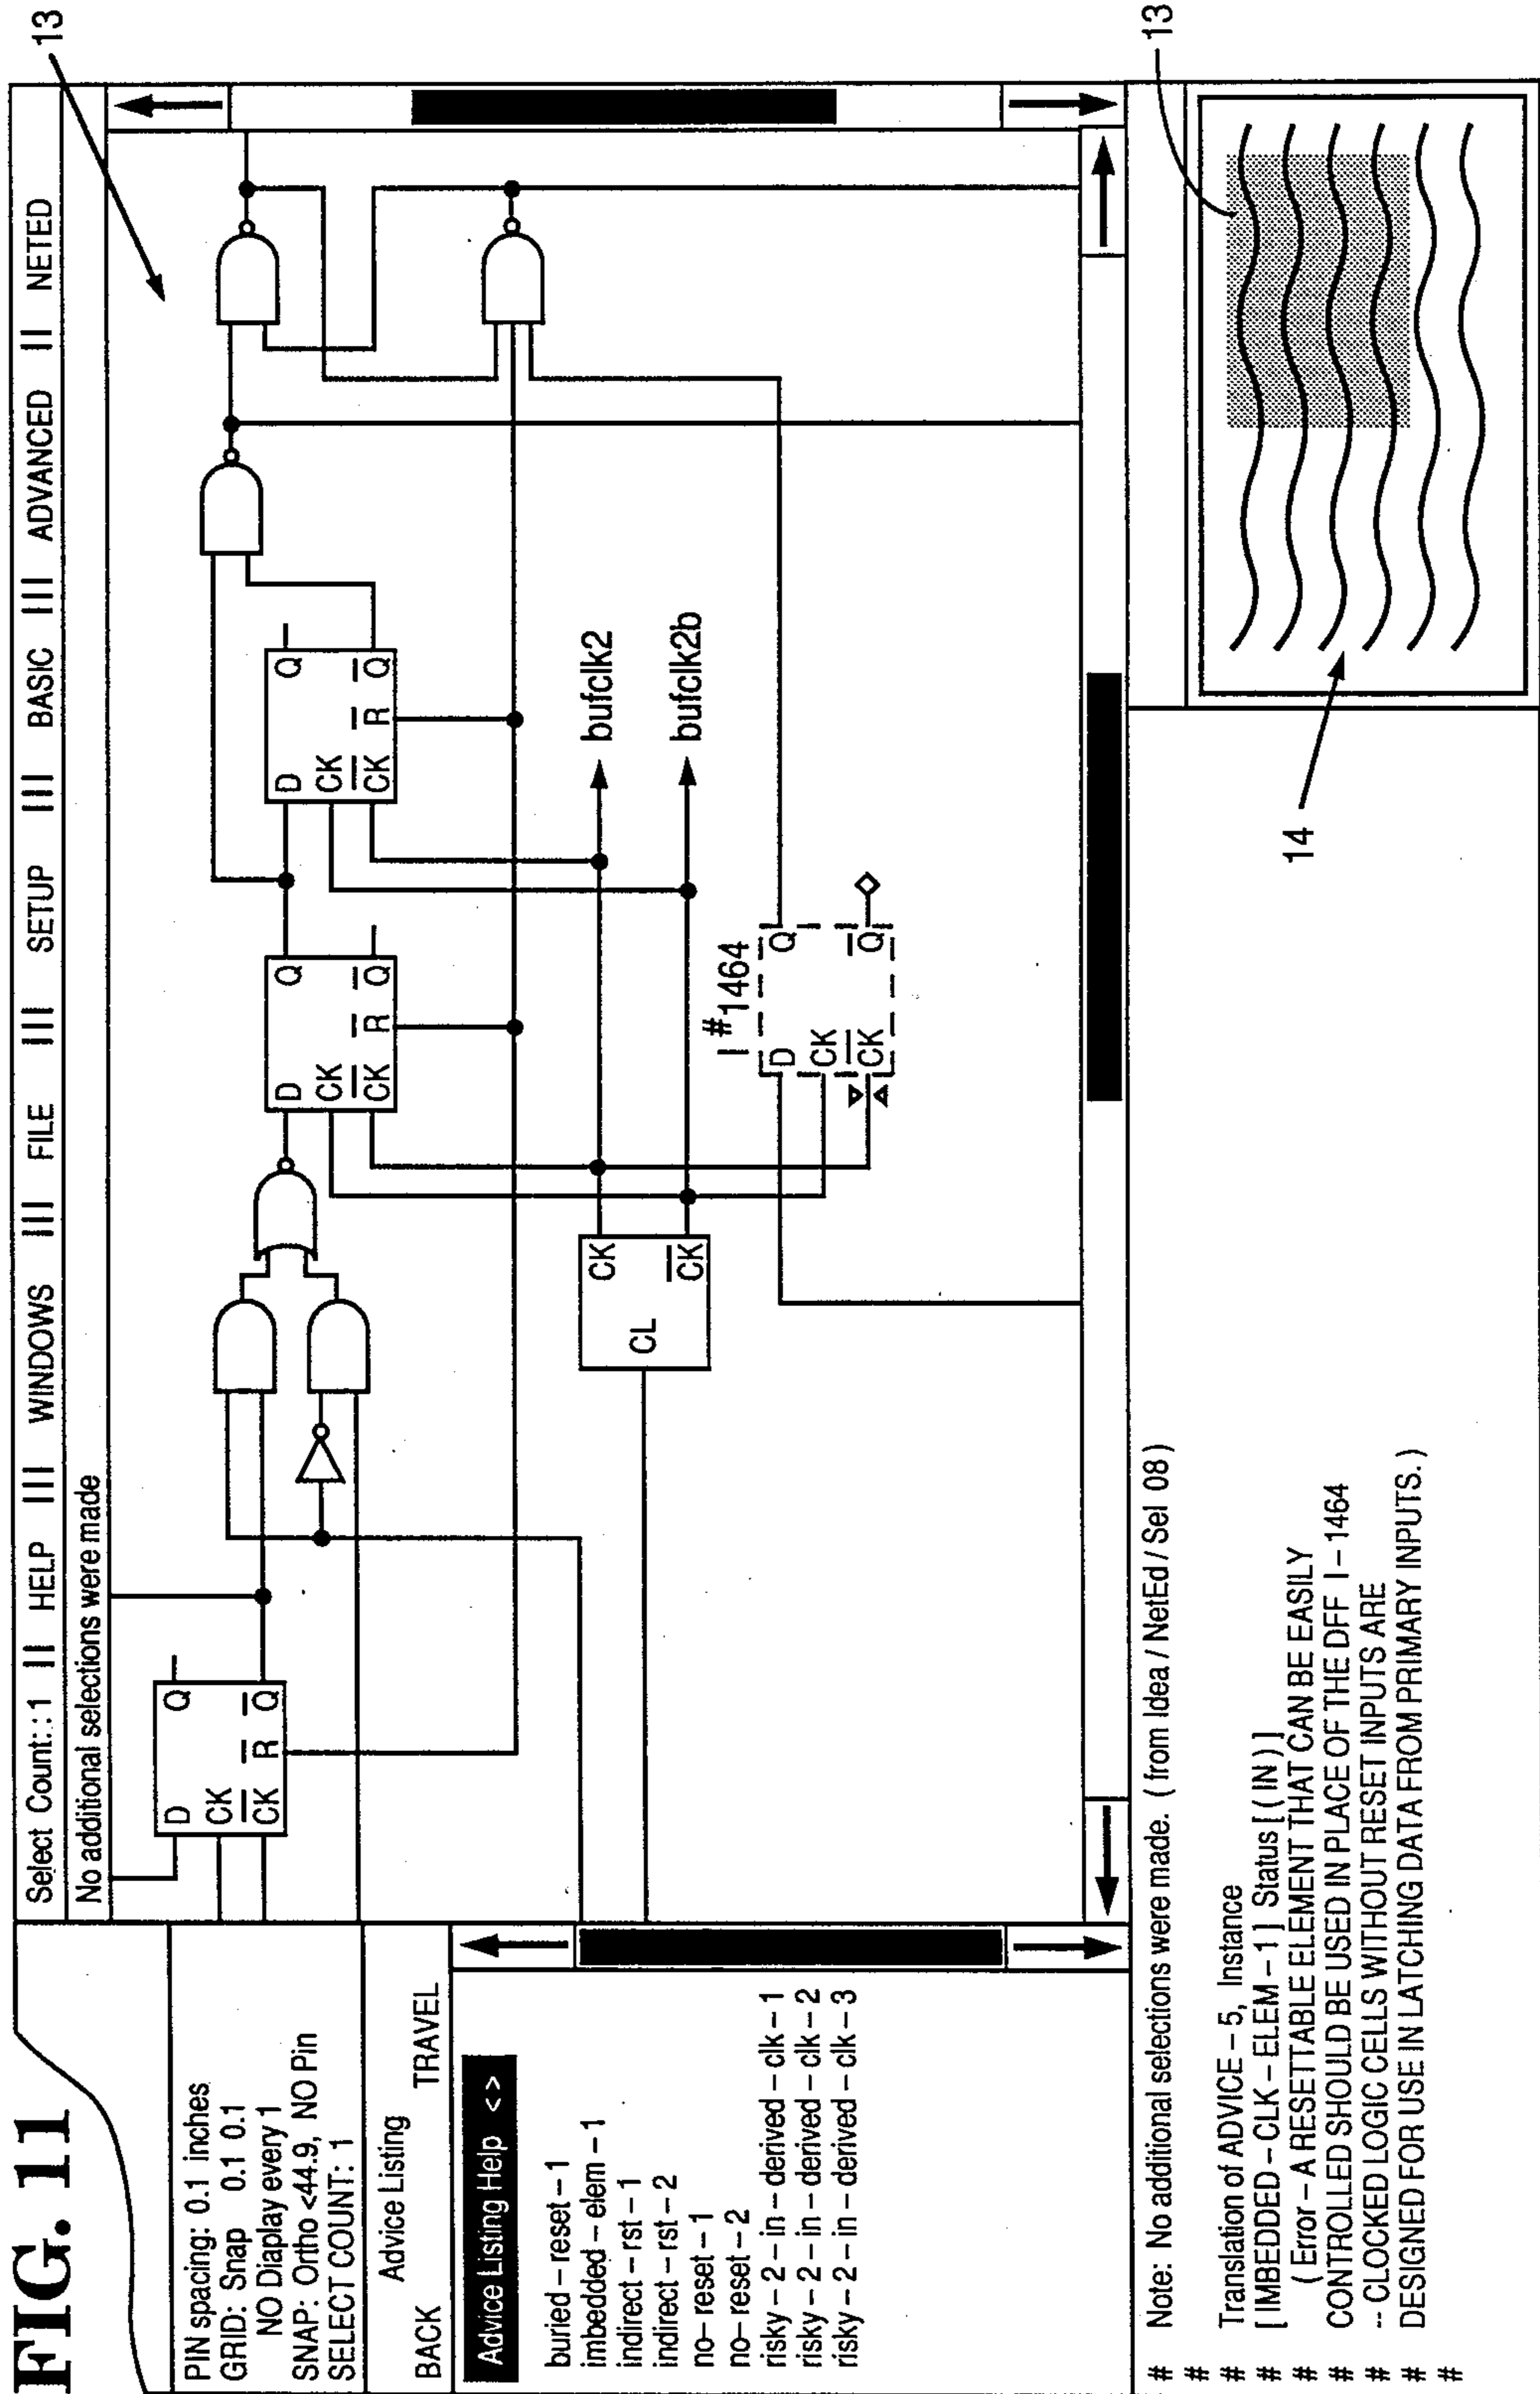 FIG. 11
Select Count: : 1 || HELP ||| WINDOWS ||| FILE ||| SETUP ||| BASIC ||| ADVANCED || NETED
No additional selections were made
13
PIN spacing: 0.1 inches
GRID: Snap 0.1 0.1
NO Diaplay every 1
SNAP: Ortho <44.9, NO Pin
SELECT COUNT: 1
Advice Listing
BACK TRAVEL
Advice Listing Help < >
buried – reset – 1
imbedded – elem – 1
indirect – rst – 1
indirect – rst – 2
no– reset – 1
no– reset – 2
risky – 2 – in – derived – clk – 1
risky – 2 – in – derived – clk – 2
risky – 2 – in – derived – clk – 3
D Q
CK
CK R Q
D Q
CK
CK R Q
D Q
CK
CK R Q
CL CK
CK
bufclk2
bufclk2b
I #1464
D Q
CK
CK Q
# Note: No additional selections were made. ( from Idea / NetEd / Sel 08 )
#
# Translation of ADVICE – 5, Instance
# [ IMBEDDED – CLK – ELEM – 1 ] Status [ ( IN ) ]
# ( Error – A RESETTABLE ELEMENT THAT CAN BE EASILY
# CONTROLLED SHOULD BE USED IN PLACE OF THE DFF I – 1464
# -- CLOCKED LOGIC CELLS WITHOUT RESET INPUTS ARE
# DESIGNED FOR USE IN LATCHING DATA FROM PRIMARY INPUTS. )
#
14
13